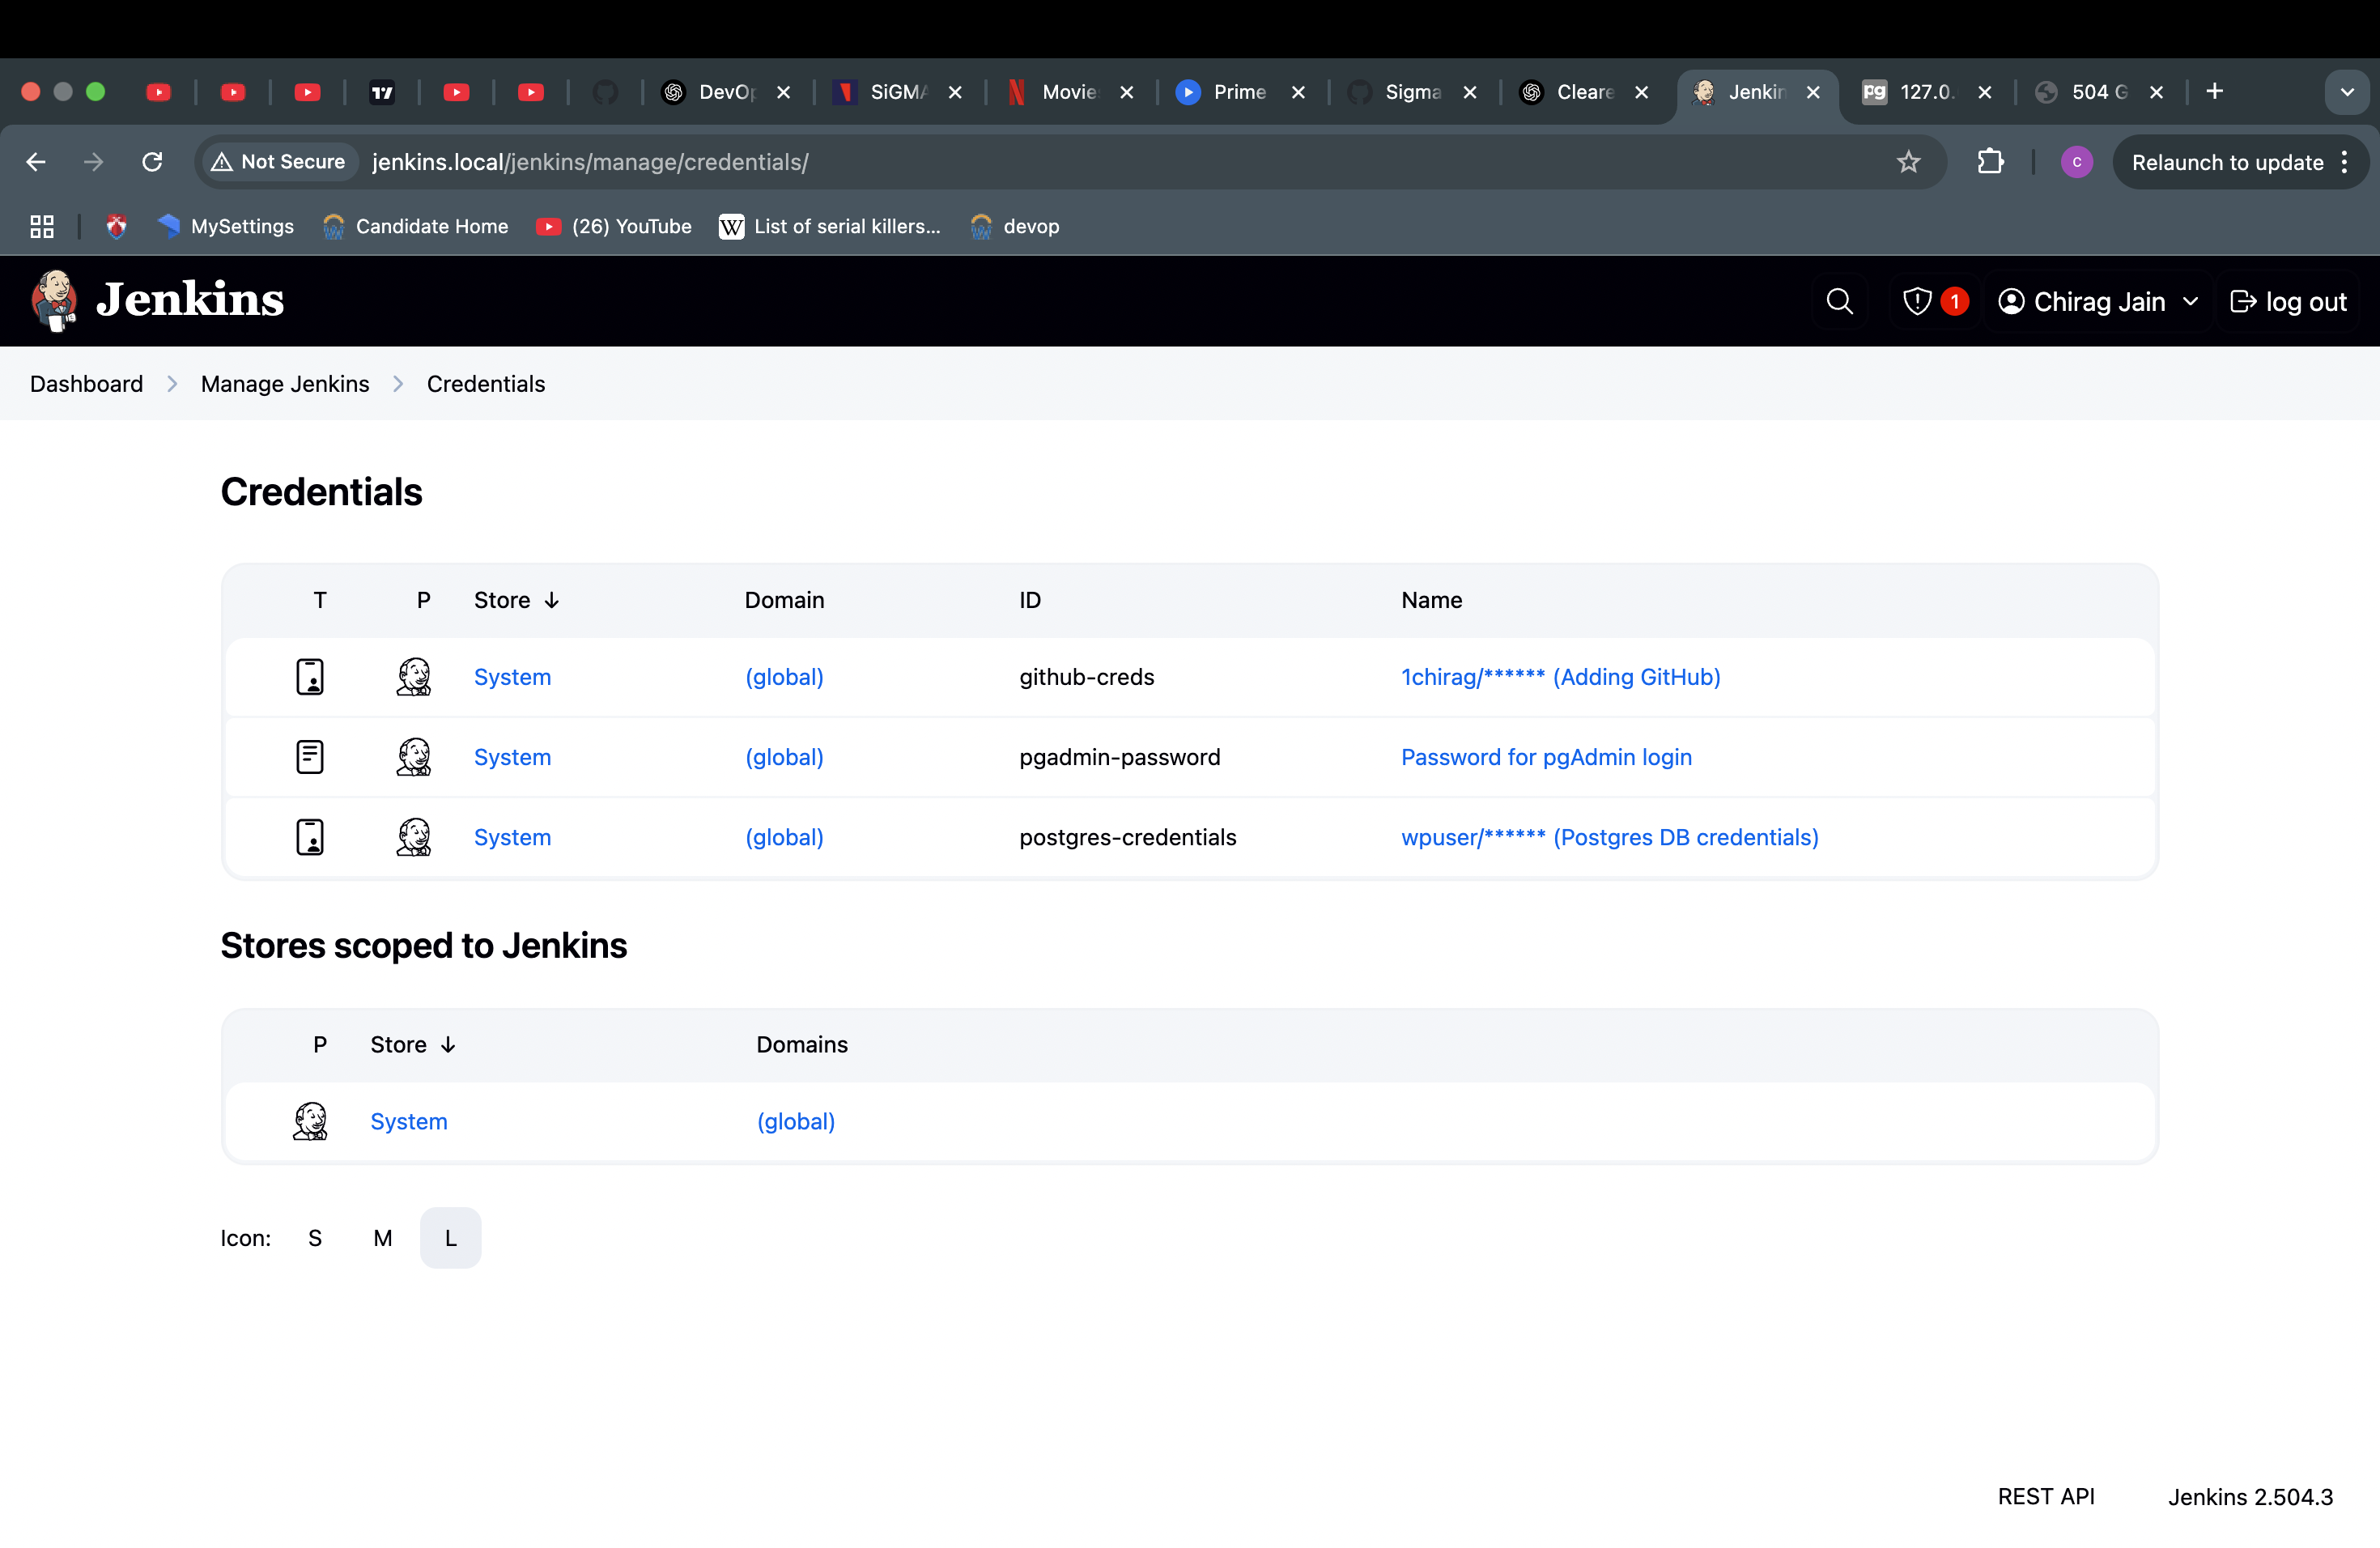 DevOp SiGMA Movie Prime Sigma Cleare Jenkin 127.0. 504 G
Not Secure jenkins.local/jenkins/manage/credentials/ C Relaunch to update
MySettings Candidate Home (26) YouTube W List of serial killers... devop
Jenkins 1 Chirag Jain log out
Dashboard Manage Jenkins Credentials
Credentials
T P Store ↓ Domain ID Name
System (global) github-creds 1chirag/****** (Adding GitHub)
System (global) pgadmin-password Password for pgAdmin login
System (global) postgres-credentials wpuser/****** (Postgres DB credentials)
Stores scoped to Jenkins
P Store ↓ Domains
System (global)
Icon: S M L
REST API Jenkins 2.504.3